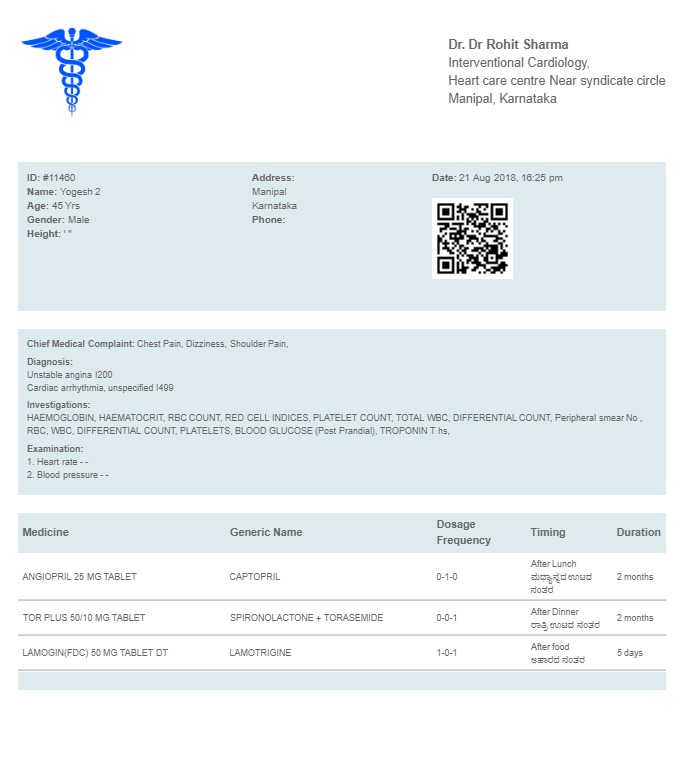 Dr. Dr Rohit Sharma
Interventional Cardiology,
Heart care centre Near syndicate circle
Manipal, Karnataka
ID: #11460
Name: Yogesh 2
Age: 45 Yrs
Gender: Male
Height: ' "
Address:
Manipal
Karnataka
Phone:
Date: 21 Aug 2018, 16:25 pm
Chief Medical Complaint: Chest Pain, Dizziness, Shoulder Pain,
Diagnosis:
Unstable angina I200
Cardiac arrhythmia, unspecified I499
Investigations:
HAEMOGLOBIN, HAEMATOCRIT, RBC COUNT, RED CELL INDICES, PLATELET COUNT, TOTAL WBC, DIFFERENTIAL COUNT, Peripheral smear No ,
RBC, WBC, DIFFERENTIAL COUNT, PLATELETS, BLOOD GLUCOSE (Post Prandial), TROPONIN T hs,
Examination:
1. Heart rate - -
2. Blood pressure - -
Medicine Generic Name Dosage Frequency Timing Duration
ANGIOPRIL 25 MG TABLET CAPTOPRIL 0-1-0 After Lunch 2 months
ಮಧ್ಯಾನ್ನದ ಊಟದ
ನಂತರ
TOR PLUS 50/10 MG TABLET SPIRONOLACTONE + TORASEMIDE 0-0-1 After Dinner 2 months
ರಾತ್ರಿ ಊಟದ ನಂತರ
LAMOGIN(FDC) 50 MG TABLET DT LAMOTRIGINE 1-0-1 After food 5 days
ಆಹಾರದ ನಂತರ